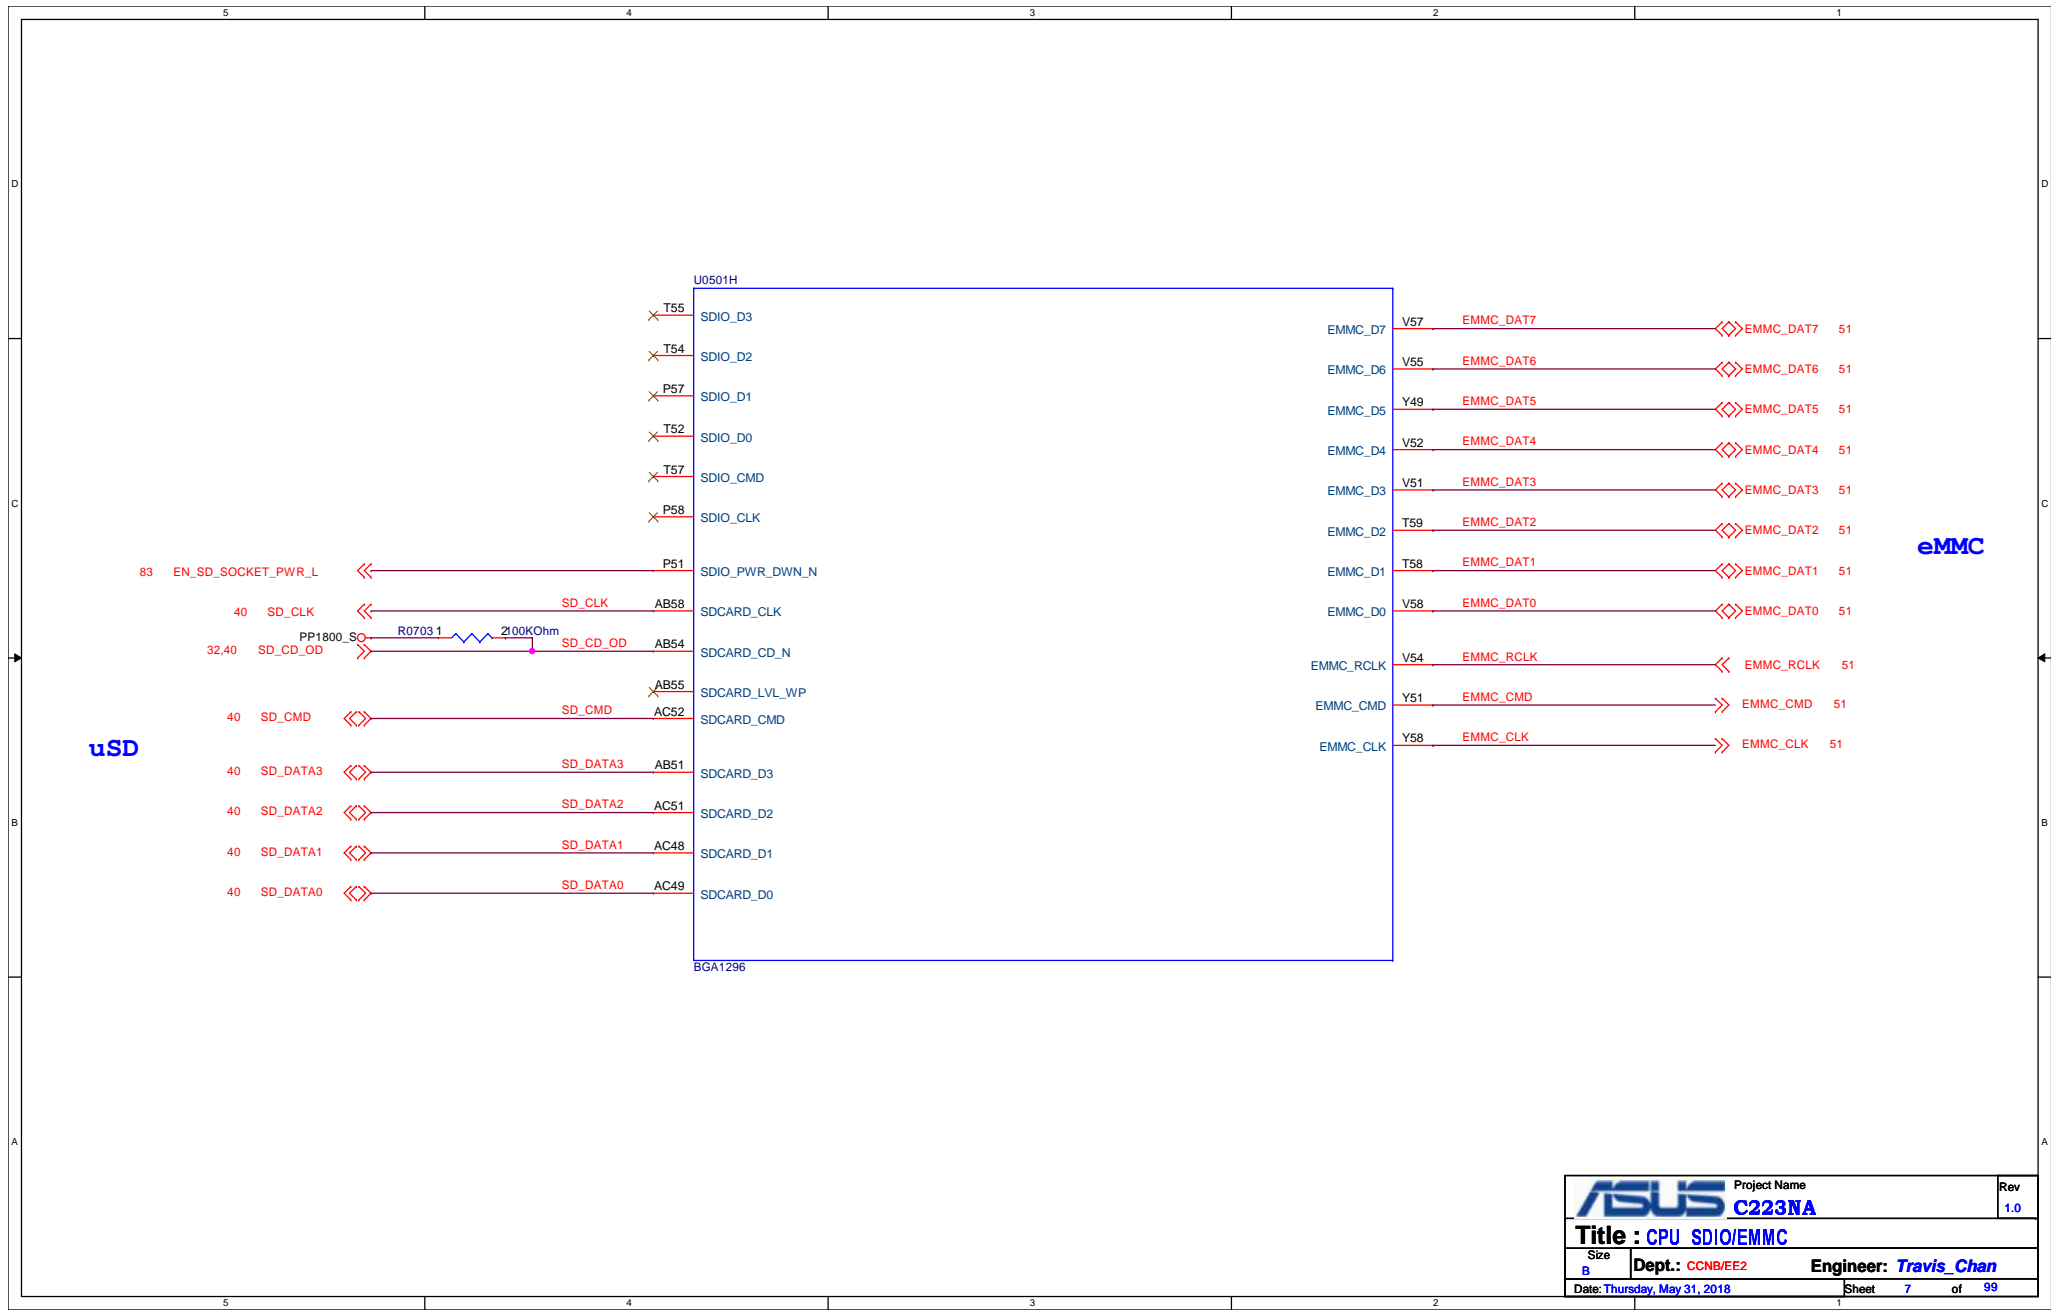 5 4 3 2 1
D D
C C
B B
A A
U0501H
T55 SDIO_D3
T54 SDIO_D2
P57 SDIO_D1
T52 SDIO_D0
T57 SDIO_CMD
P58 SDIO_CLK
83 EN_SD_SOCKET_PWR_L P51 SDIO_PWR_DWN_N
40 SD_CLK SD_CLK AB58 SDCARD_CLK
PP1800_S R0703 1 2 100KOhm
32,40 SD_CD_OD SD_CD_OD AB54 SDCARD_CD_N
AB55 SDCARD_LVL_WP
40 SD_CMD SD_CMD AC52 SDCARD_CMD
uSD
40 SD_DATA3 SD_DATA3 AB51 SDCARD_D3
40 SD_DATA2 SD_DATA2 AC51 SDCARD_D2
40 SD_DATA1 SD_DATA1 AC48 SDCARD_D1
40 SD_DATA0 SD_DATA0 AC49 SDCARD_D0
BGA1296
EMMC_D7 V57 EMMC_DAT7 EMMC_DAT7 51
EMMC_D6 V55 EMMC_DAT6 EMMC_DAT6 51
EMMC_D5 Y49 EMMC_DAT5 EMMC_DAT5 51
EMMC_D4 V52 EMMC_DAT4 EMMC_DAT4 51
EMMC_D3 V51 EMMC_DAT3 EMMC_DAT3 51
EMMC_D2 T59 EMMC_DAT2 EMMC_DAT2 51
eMMC
EMMC_D1 T58 EMMC_DAT1 EMMC_DAT1 51
EMMC_D0 V58 EMMC_DAT0 EMMC_DAT0 51
EMMC_RCLK V54 EMMC_RCLK EMMC_RCLK 51
EMMC_CMD Y51 EMMC_CMD EMMC_CMD 51
EMMC_CLK Y58 EMMC_CLK EMMC_CLK 51
ASUS Project Name Rev
C223NA 1.0
Title : CPU SDIO/EMMC
Size B Dept.: CCNB/EE2 Engineer: Travis_Chan
Date: Thursday, May 31, 2018 Sheet 7 of 99
5 4 3 2 1